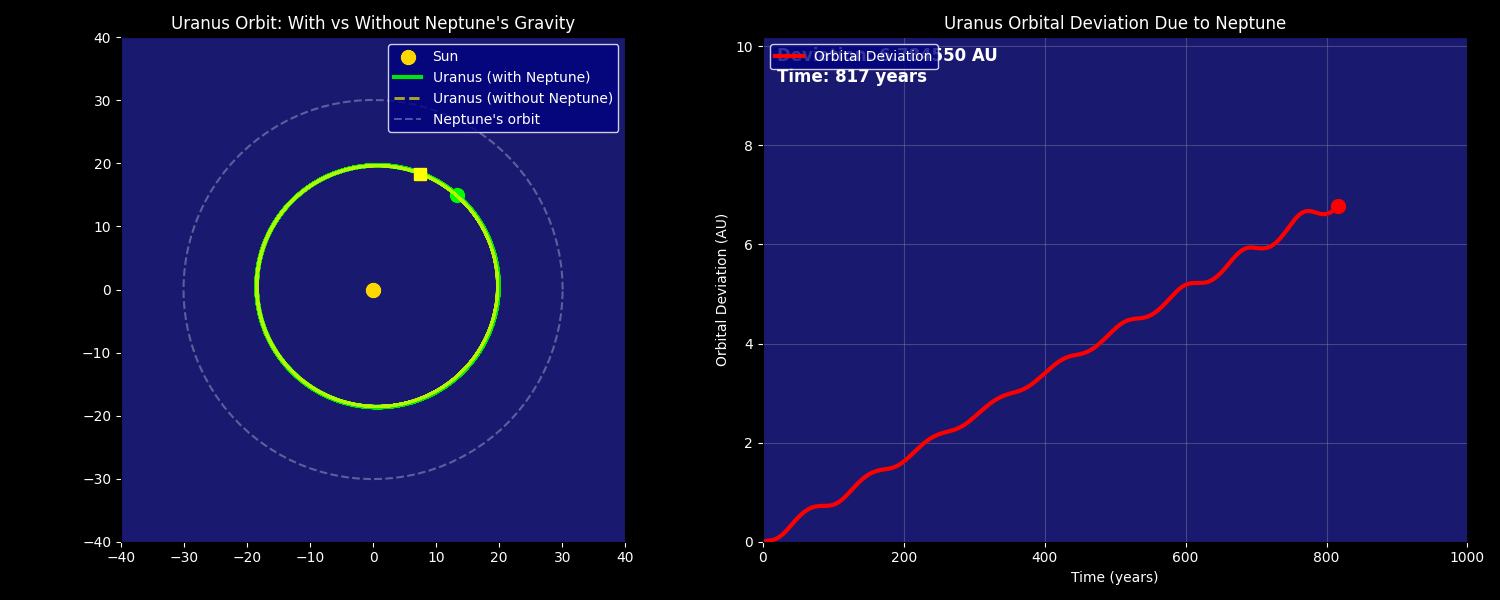 Uranus Orbit: With vs Without Neptune's Gravity
40
30
20
10
0
−10
−20
−30
−40
−40
−30
−20
−10
0
10
20
30
40
Sun
Uranus (with Neptune)
Uranus (without Neptune)
Neptune's orbit
Uranus Orbital Deviation Due to Neptune
Orbital Deviation (AU)
10
8
6
4
2
0
0
200
400
600
800
1000
Time (years)
Orbital Deviation
Deviation: 550 AU
Time: 817 years